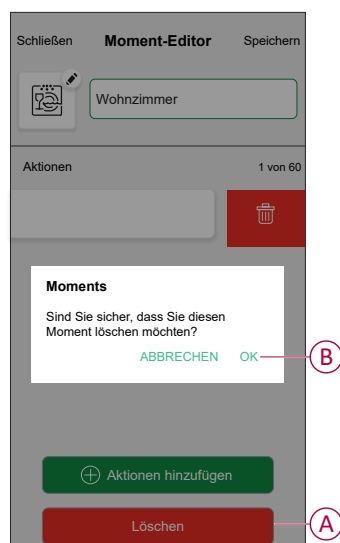 Schließen Moment-Editor Speichern
Wohnzimmer
Aktionen 1 von 60
Moments
Sind Sie sicher, dass Sie diesen
Moment löschen möchten?
ABBRECHEN OK
B
Aktionen hinzufügen
Löschen
A